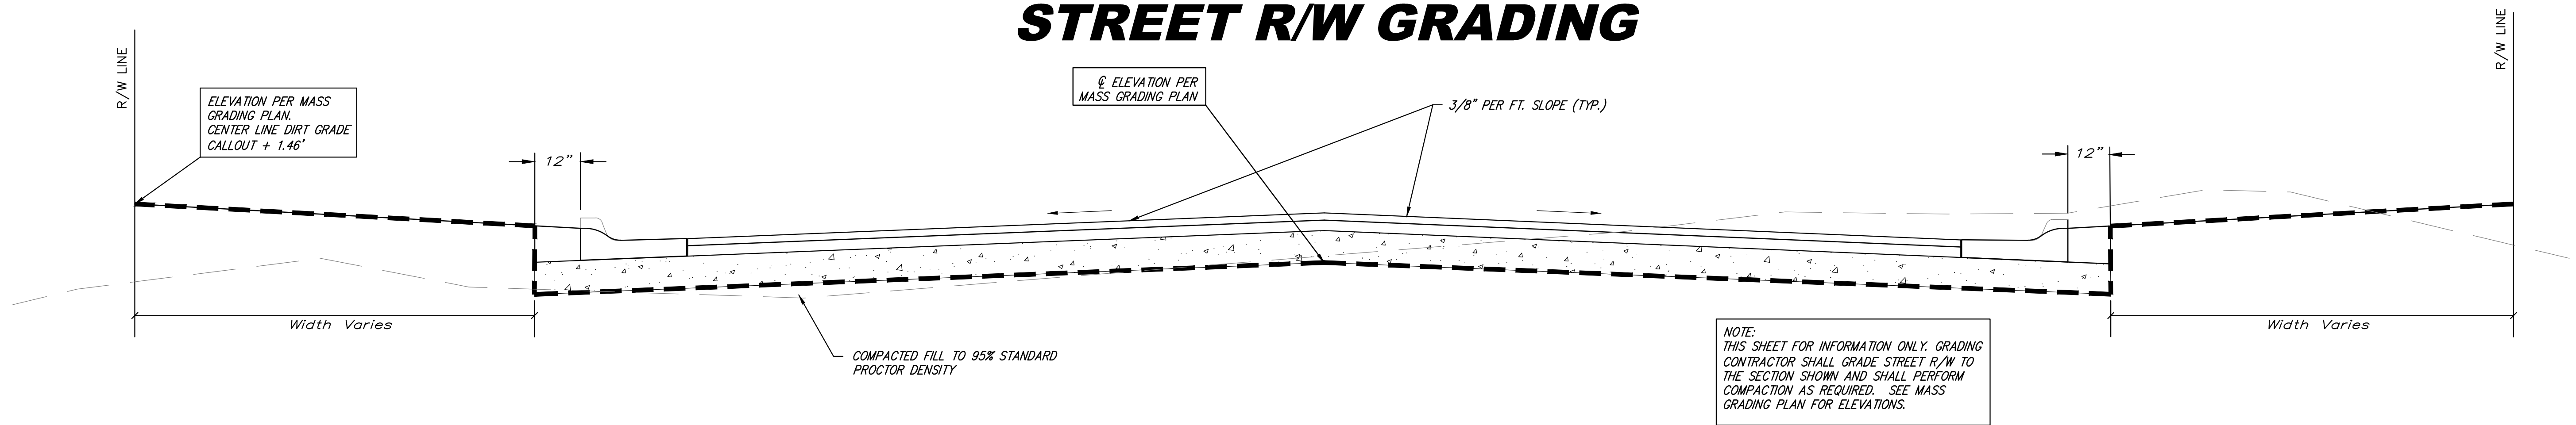 STREET R/W GRADING
R/W LINE
R/W LINE
ELEVATION PER MASS
GRADING PLAN.
CENTER LINE DIRT GRADE
CALLOUT + 1.46'
℄ ELEVATION PER
MASS GRADING PLAN
3/8" PER FT. SLOPE (TYP.)
12"
12"
Width Varies
Width Varies
COMPACTED FILL TO 95% STANDARD
PROCTOR DENSITY
NOTE:
THIS SHEET FOR INFORMATION ONLY. GRADING
CONTRACTOR SHALL GRADE STREET R/W TO
THE SECTION SHOWN AND SHALL PERFORM
COMPACTION AS REQUIRED. SEE MASS
GRADING PLAN FOR ELEVATIONS.